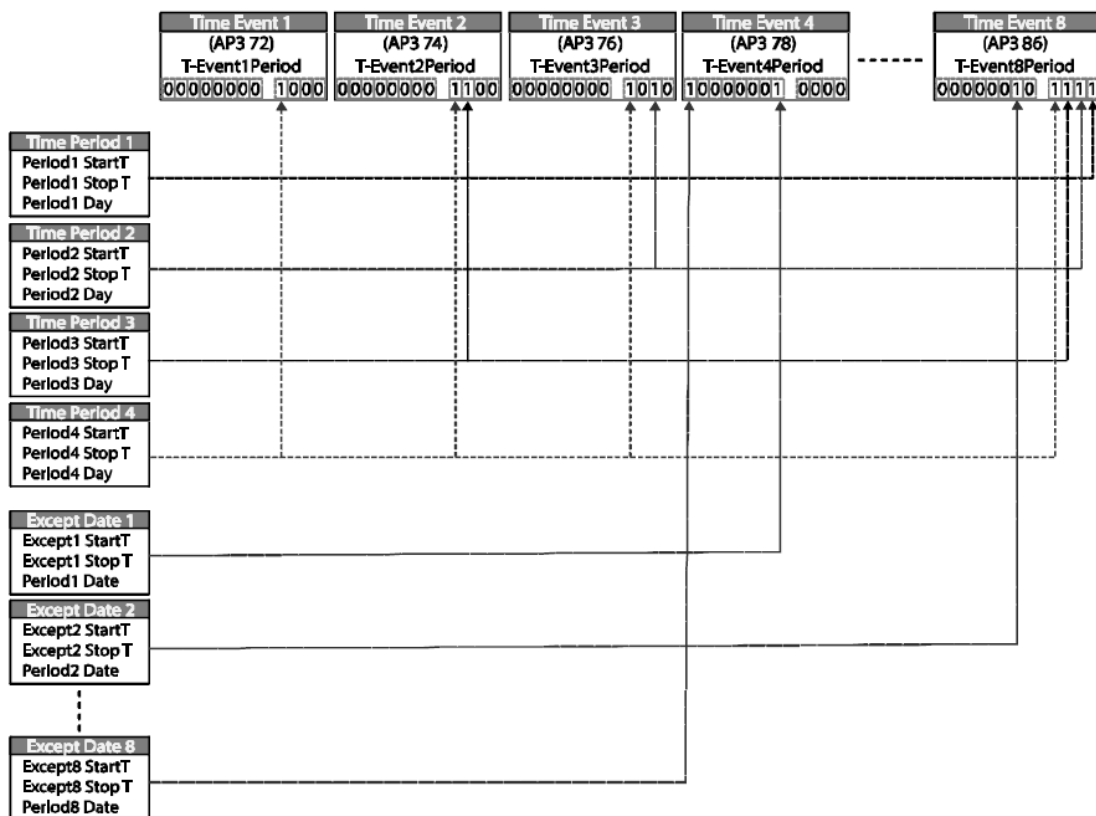 Time Event 1
(AP3 72)
T-Event1Period
00000000 1000
Time Event 2
(AP3 74)
T-Event2Period
00000000 1100
Time Event 3
(AP3 76)
T-Event3Period
00000000 1010
Time Event 4
(AP3 78)
T-Event4Period
10000001 0000
Time Event 8
(AP3 86)
T-Event8Period
00000010 1111
Time Period 1
Period1 StartT
Period1 Stop T
Period1 Day
Time Period 2
Period2 StartT
Period2 Stop T
Period2 Day
Time Period 3
Period3 StartT
Period3 Stop T
Period3 Day
Time Period 4
Period4 StartT
Period4 Stop T
Period4 Day
Except Date 1
Except1 StartT
Except1 Stop T
Period1 Date
Except Date 2
Except2 StartT
Except2 Stop T
Period2 Date
Except Date 8
Except8 StartT
Except8 Stop T
Period8 Date